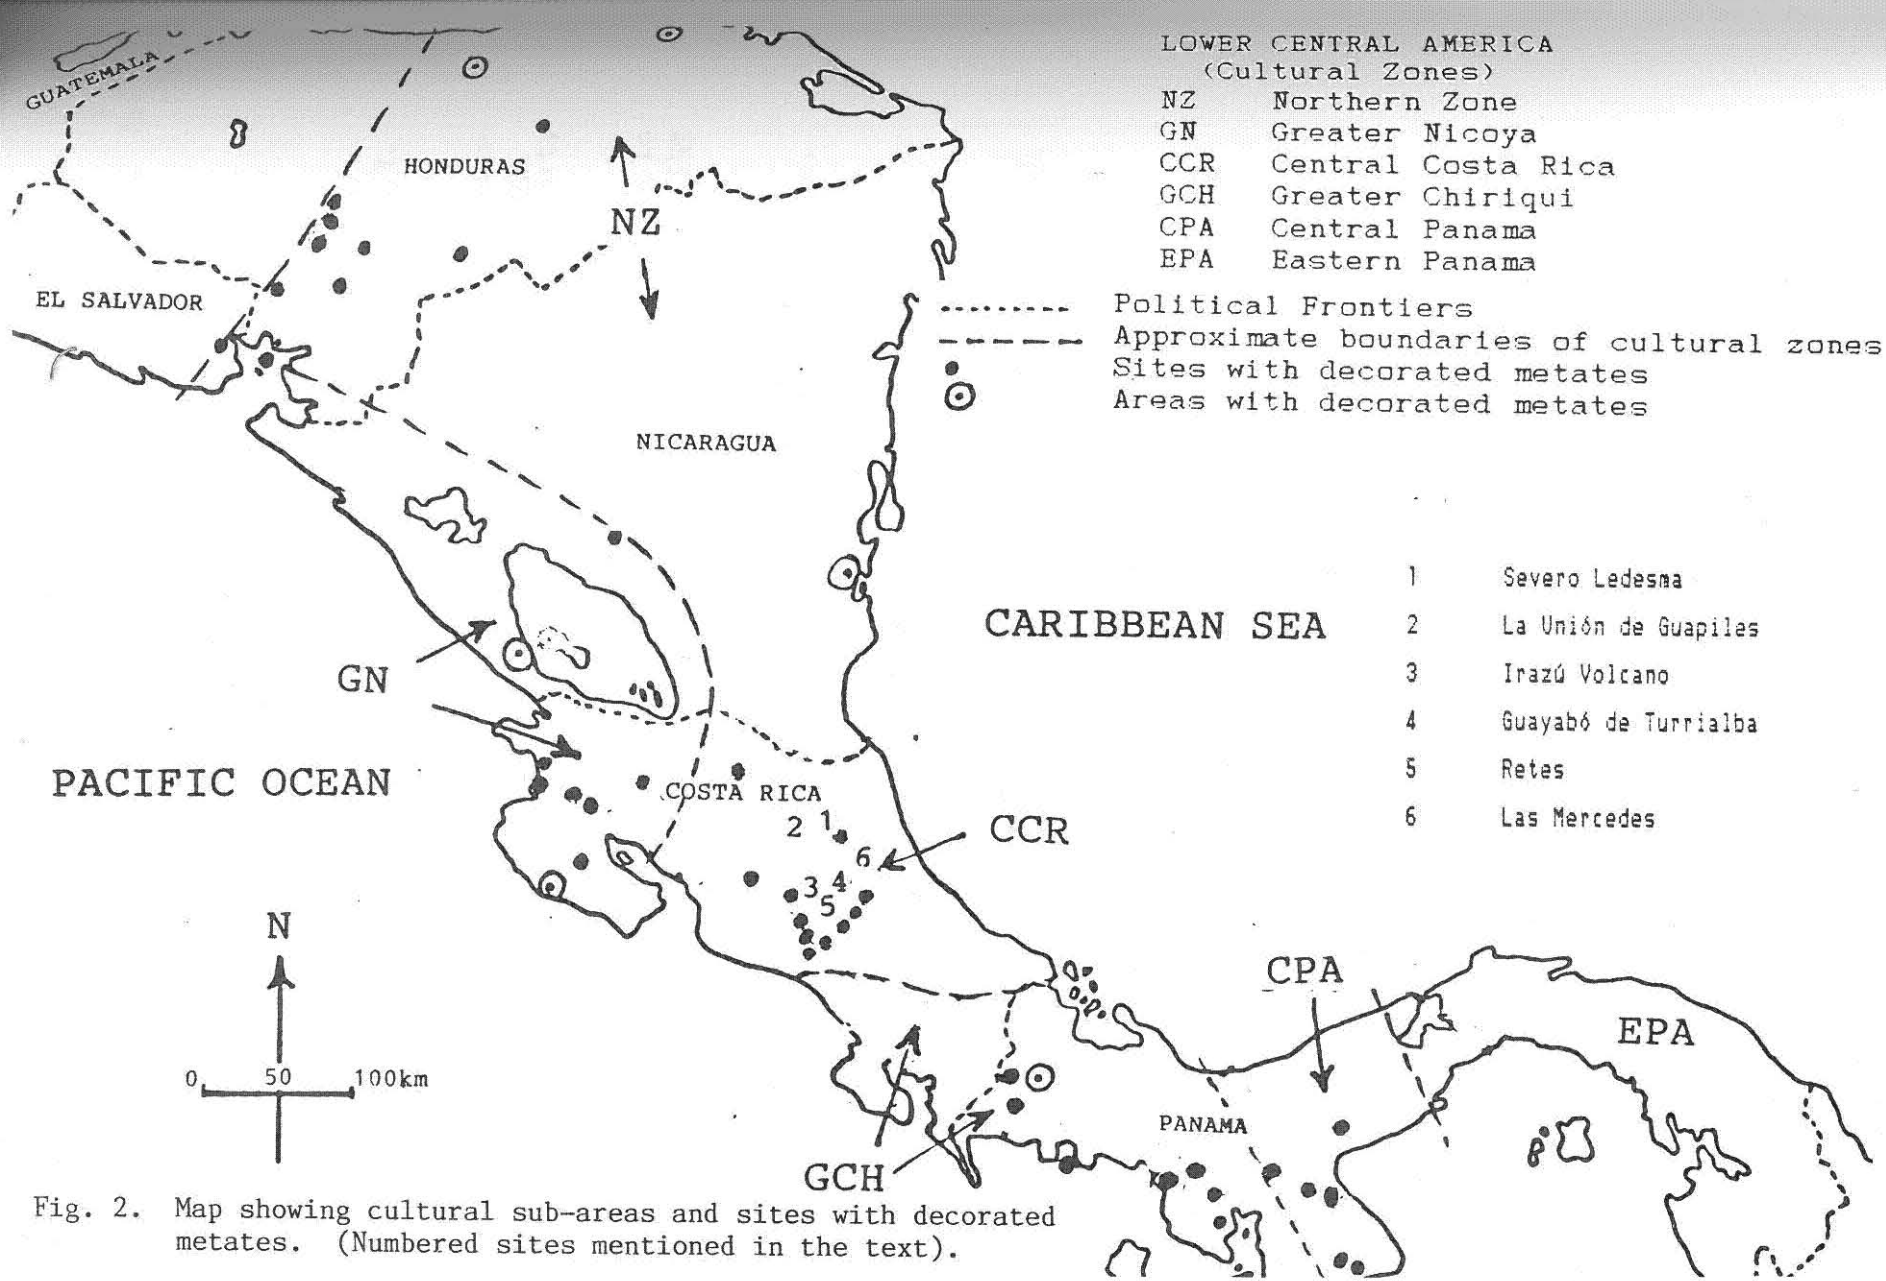 LOWER CENTRAL AMERICA
(Cultural Zones)
NZ Northern Zone
GN Greater Nicoya
CCR Central Costa Rica
GCH Greater Chiriqui
CPA Central Panama
EPA Eastern Panama
Political Frontiers
Approximate boundaries of cultural zones
Sites with decorated metates
Areas with decorated metates
GUATEMALA
HONDURAS
NZ
EL SALVADOR
NICARAGUA
CARIBBEAN SEA
1 Severo Ledesma
2 La Unión de Guapiles
3 Irazú Volcano
4 Guayabó de Turrialba
5 Retes
6 Las Mercedes
GN
PACIFIC OCEAN
COSTA RICA
2 1
CCR
6
3 4
5
N
CPA
EPA
0 50 100km
PANAMA
GCH
Fig. 2. Map showing cultural sub-areas and sites with decorated
metates. (Numbered sites mentioned in the text).